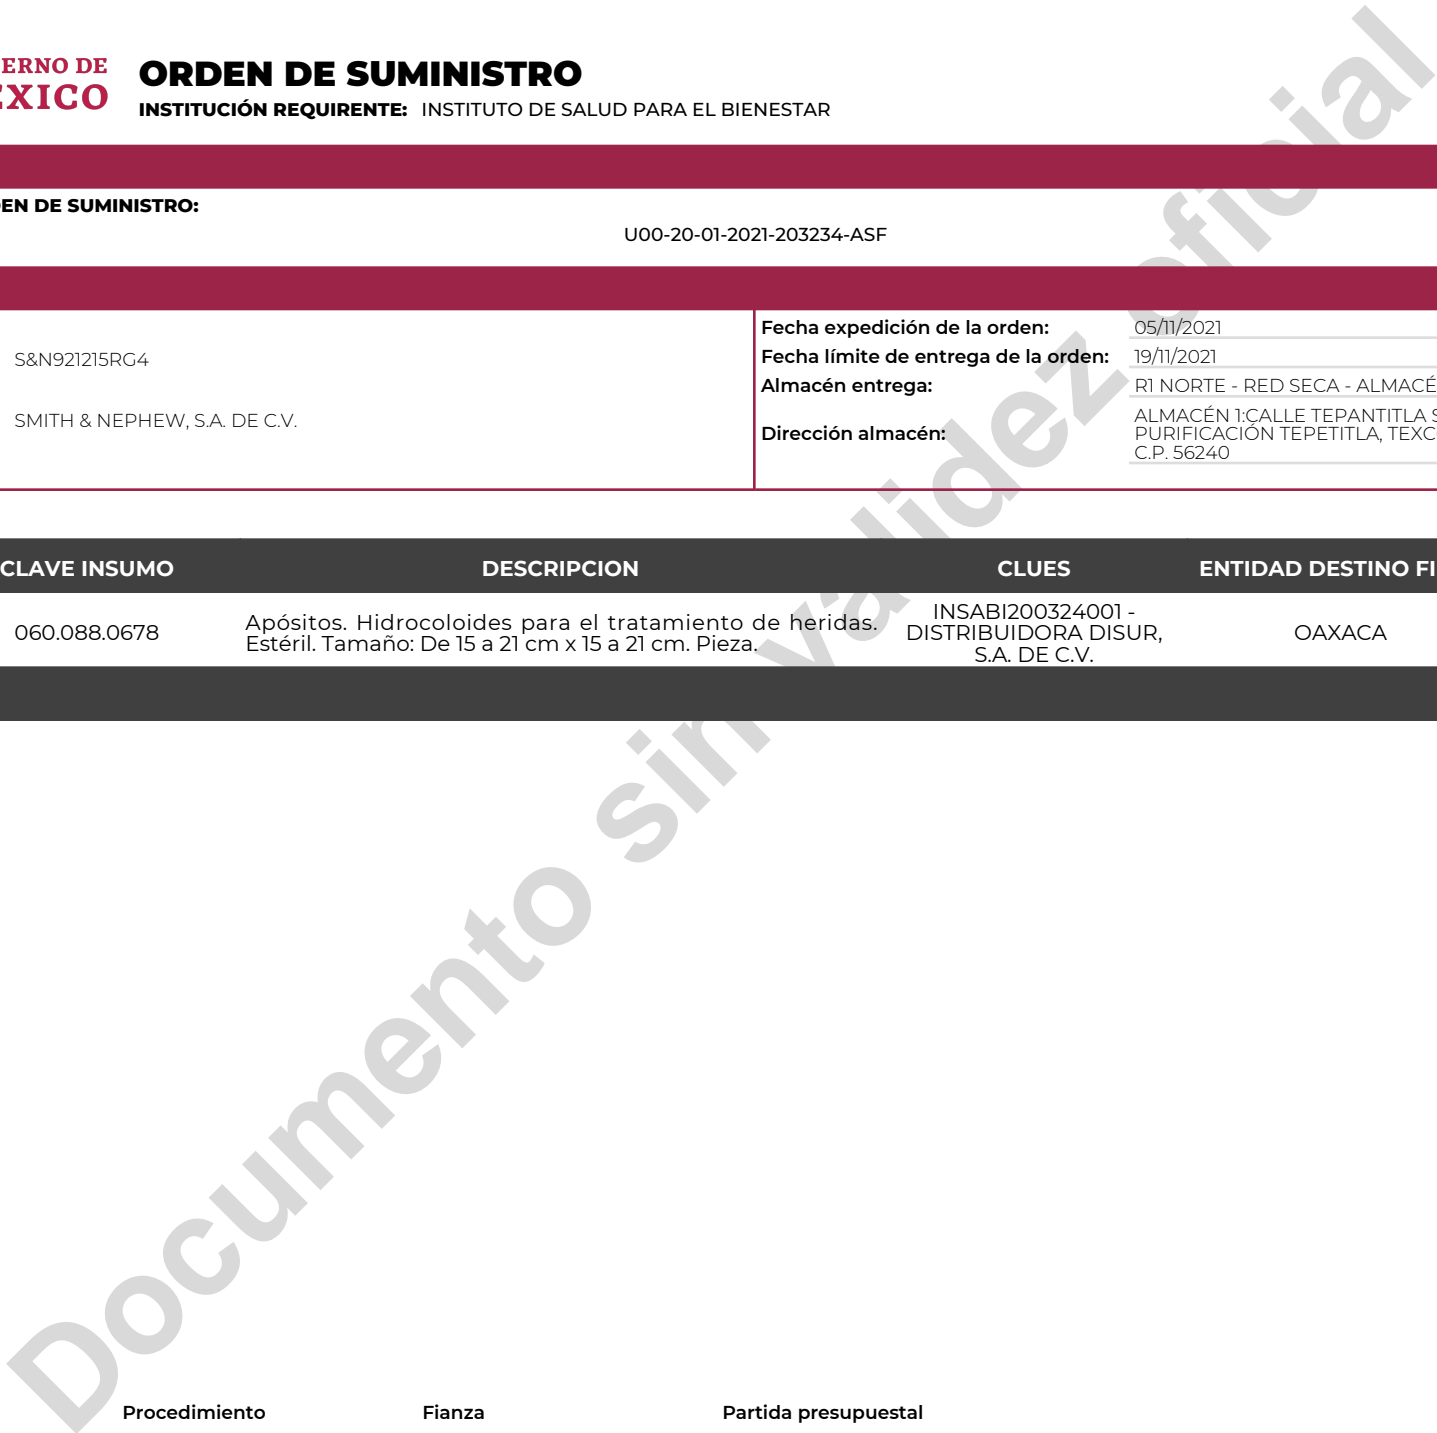 ERNO DE
ÉXICO
ORDEN DE SUMINISTRO
INSTITUCIÓN REQUIRENTE: INSTITUTO DE SALUD PARA EL BIENESTAR
EN DE SUMINISTRO:
U00-20-01-2021-203234-ASF
S&N921215RG4
SMITH & NEPHEW, S.A. DE C.V.
Fecha expedición de la orden: 05/11/2021
Fecha límite de entrega de la orden: 19/11/2021
Almacén entrega: R1 NORTE - RED SECA - ALMACÉ
Dirección almacén: ALMACÉN 1:CALLE TEPANTITLA S
PURIFICACIÓN TEPETITLA, TEXC
C.P. 56240
CLAVE INSUMO DESCRIPCION CLUES ENTIDAD DESTINO FI
060.088.0678
Apósitos. Hidrocoloides para el tratamiento de heridas.
Estéril. Tamaño: De 15 a 21 cm x 15 a 21 cm. Pieza.
INSABI200324001 -
DISTRIBUIDORA DISUR,
S.A. DE C.V.
OAXACA
Documento sin validez oficial
Procedimiento Fianza Partida presupuestal